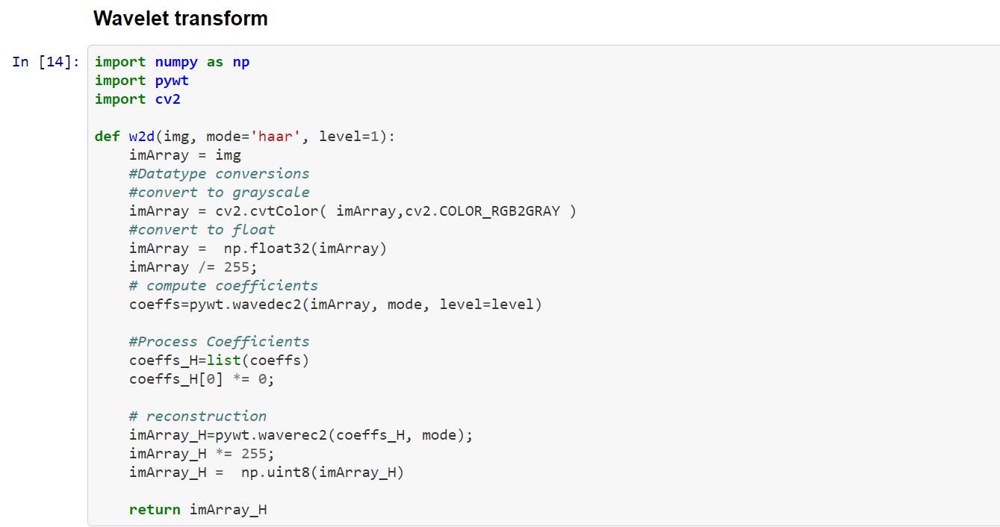 Wavelet transform
In [14]:
import numpy as np
import pywt
import cv2

def w2d(img, mode='haar', level=1):
    imArray = img
    #Datatype conversions
    #convert to grayscale
    imArray = cv2.cvtColor( imArray,cv2.COLOR_RGB2GRAY )
    #convert to float
    imArray =  np.float32(imArray)
    imArray /= 255;
    # compute coefficients
    coeffs=pywt.wavedec2(imArray, mode, level=level)

    #Process Coefficients
    coeffs_H=list(coeffs)
    coeffs_H[0] *= 0;

    # reconstruction
    imArray_H=pywt.waverec2(coeffs_H, mode);
    imArray_H *= 255;
    imArray_H =  np.uint8(imArray_H)

    return imArray_H